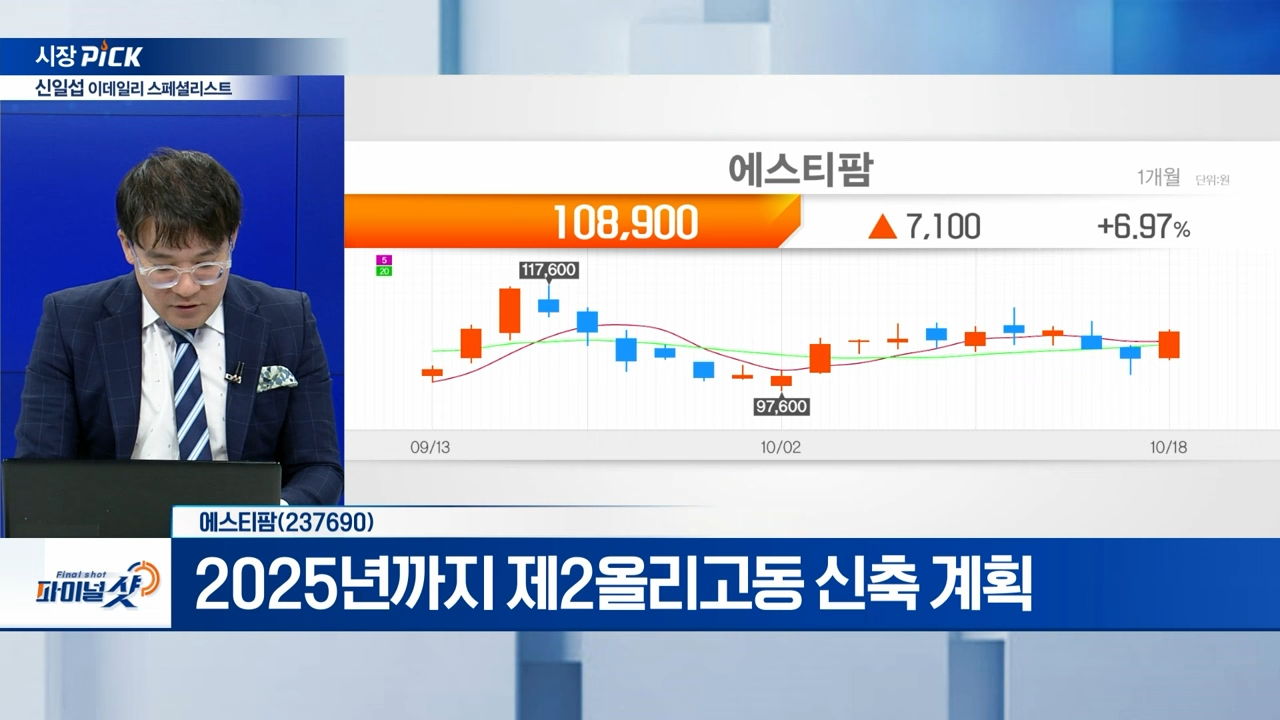 시장 PiCK
신일섭 이데일리 스페셜리스트
에스티팜
1개월 단위:원
108,900 ▲ 7,100 +6.97%
5
20
117,600
97,600
09/13 10/02 10/18
에스티팜(237690)
Final shot
파이널샷
2025년까지 제2올리고동 신축 계획